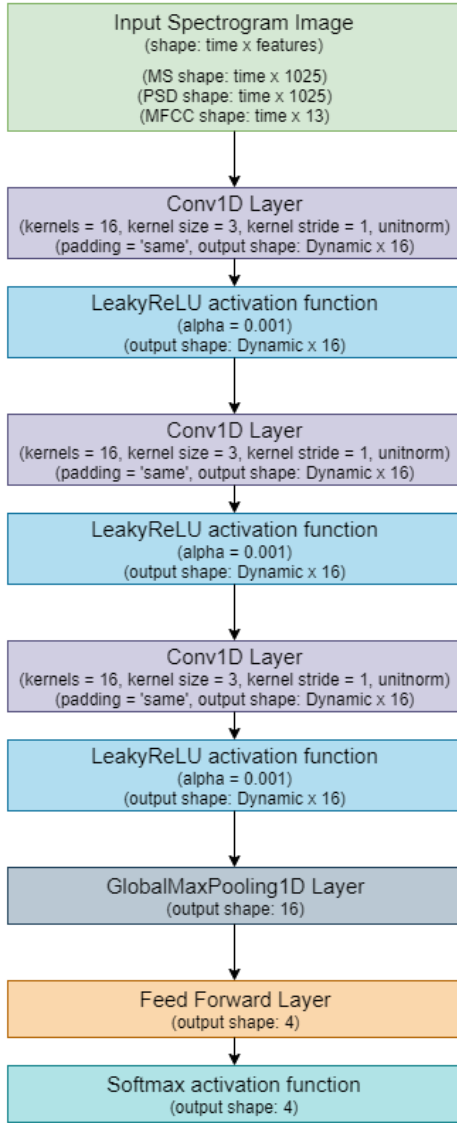 Input Spectrogram Image
(shape: time x features)
(MS shape: time x 1025)
(PSD shape: time x 1025)
(MFCC shape: time x 13)
Conv1D Layer
(kernels = 16, kernel size = 3, kernel stride = 1, unitnorm)
(padding = 'same', output shape: Dynamic x 16)
LeakyReLU activation function
(alpha = 0.001)
(output shape: Dynamic x 16)
Conv1D Layer
(kernels = 16, kernel size = 3, kernel stride = 1, unitnorm)
(padding = 'same', output shape: Dynamic x 16)
LeakyReLU activation function
(alpha = 0.001)
(output shape: Dynamic x 16)
Conv1D Layer
(kernels = 16, kernel size = 3, kernel stride = 1, unitnorm)
(padding = 'same', output shape: Dynamic x 16)
LeakyReLU activation function
(alpha = 0.001)
(output shape: Dynamic x 16)
GlobalMaxPooling1D Layer
(output shape: 16)
Feed Forward Layer
(output shape: 4)
Softmax activation function
(output shape: 4)